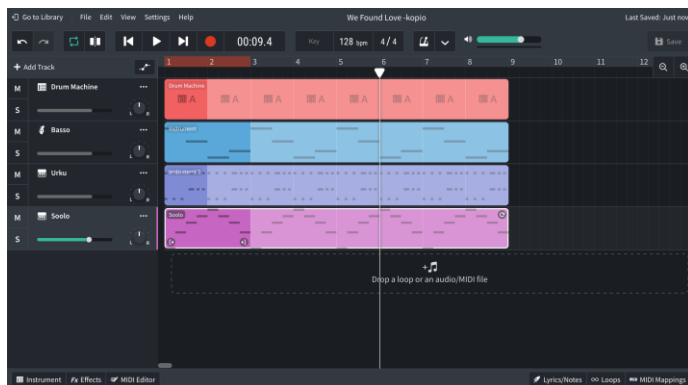 Go to Library File Edit View Settings Help We Found Love -kopio Last Saved: Just now
00:09.4 Key 128 bpm 4 / 4 Save
+ Add Track 1 2 3 4 5 6 7 8 9 10 11 12
M Drum Machine ... Drum Machine
A A A A A A A A
S L R
M Basso ... Instrument
S L R
M Urku ...
S L R
M Soolo ... Soolo
S L R
Drop a loop or an audio/MIDI file
Instrument Fx Effects MIDI Editor Lyrics/Notes Loops MIDI Mappings